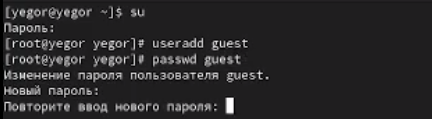 [yegor@yegor ~]$ su
Пароль:
[root@yegor yegor]# useradd guest
[root@yegor yegor]# passwd guest
Изменение пароля пользователя guest.
Новый пароль:
Повторите ввод нового пароля: